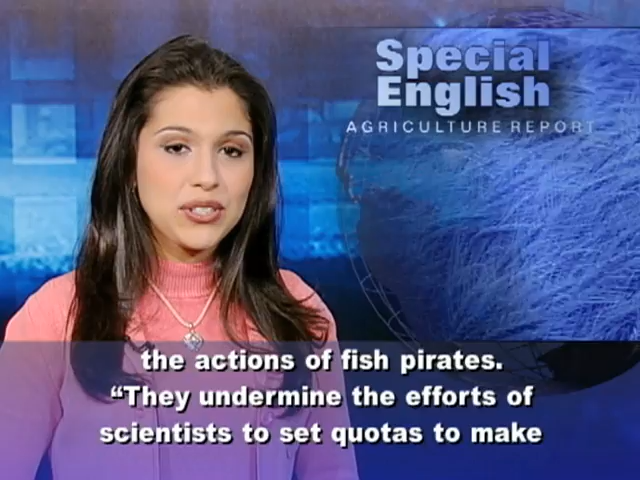 Special
English
AGRICULTURE REPORT
the actions of fish pirates.
“They undermine the efforts of
scientists to set quotas to make